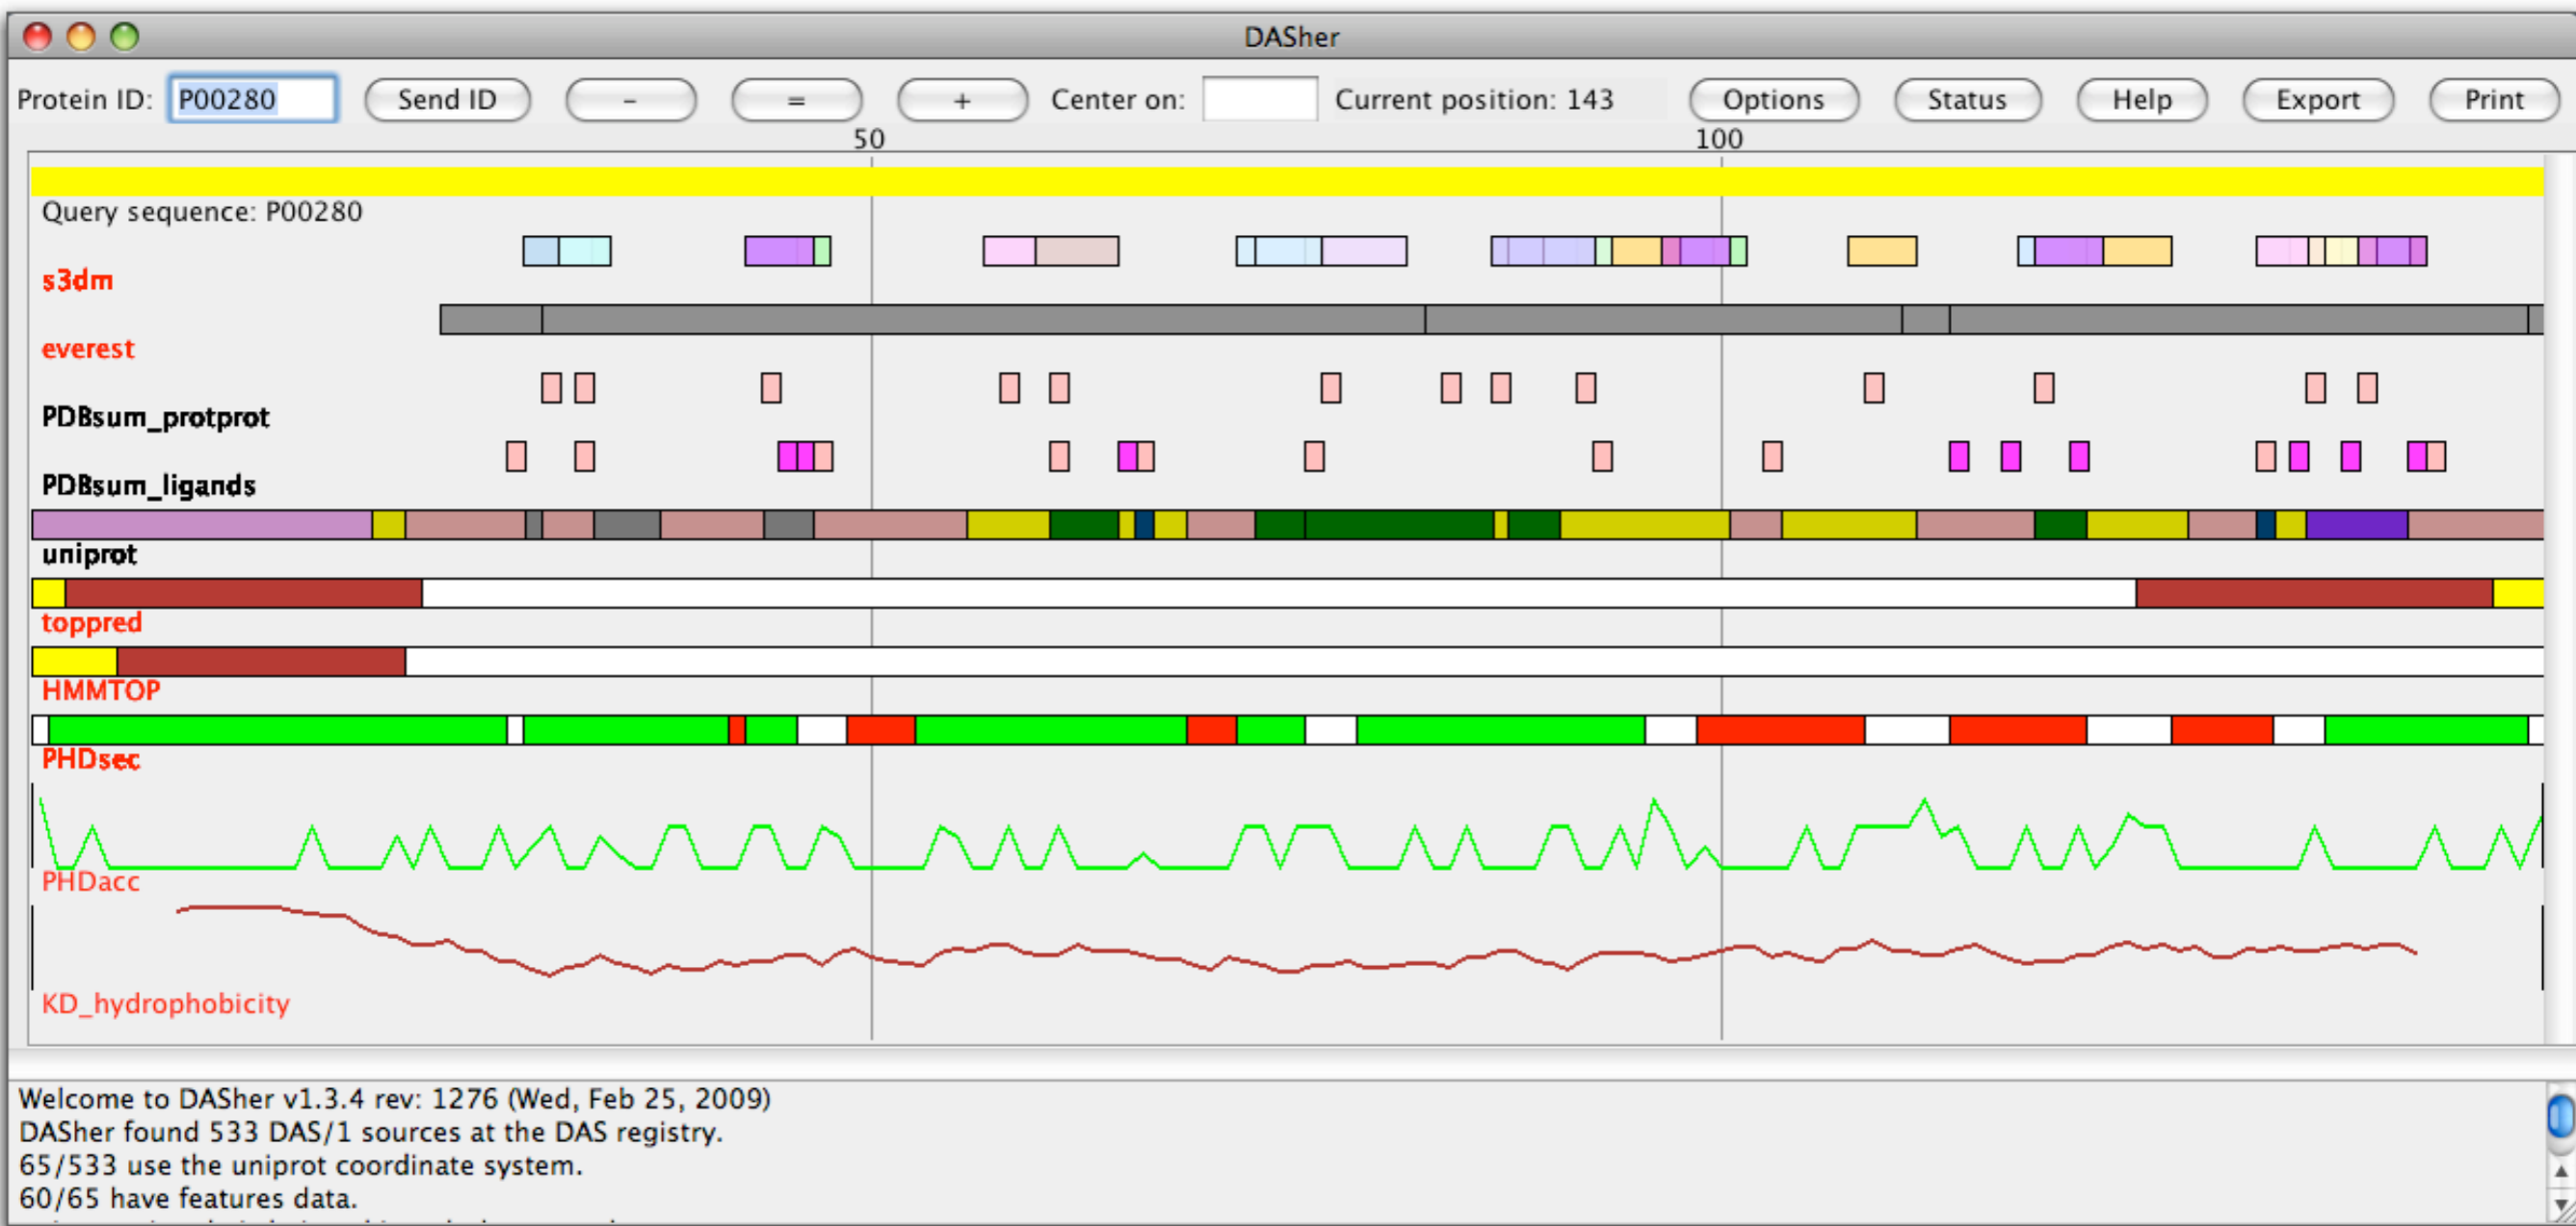 DASher
Protein ID: P00280 Send ID - = + Center on: Current position: 143 Options Status Help Export Print
50 100
Query sequence: P00280
s3dm
everest
PDBsum_protprot
PDBsum_ligands
uniprot
toppred
HMMTOP
PHDsec
PHDacc
KD_hydrophobicity
Welcome to DASher v1.3.4 rev: 1276 (Wed, Feb 25, 2009)
DASher found 533 DAS/1 sources at the DAS registry.
65/533 use the uniprot coordinate system.
60/65 have features data.